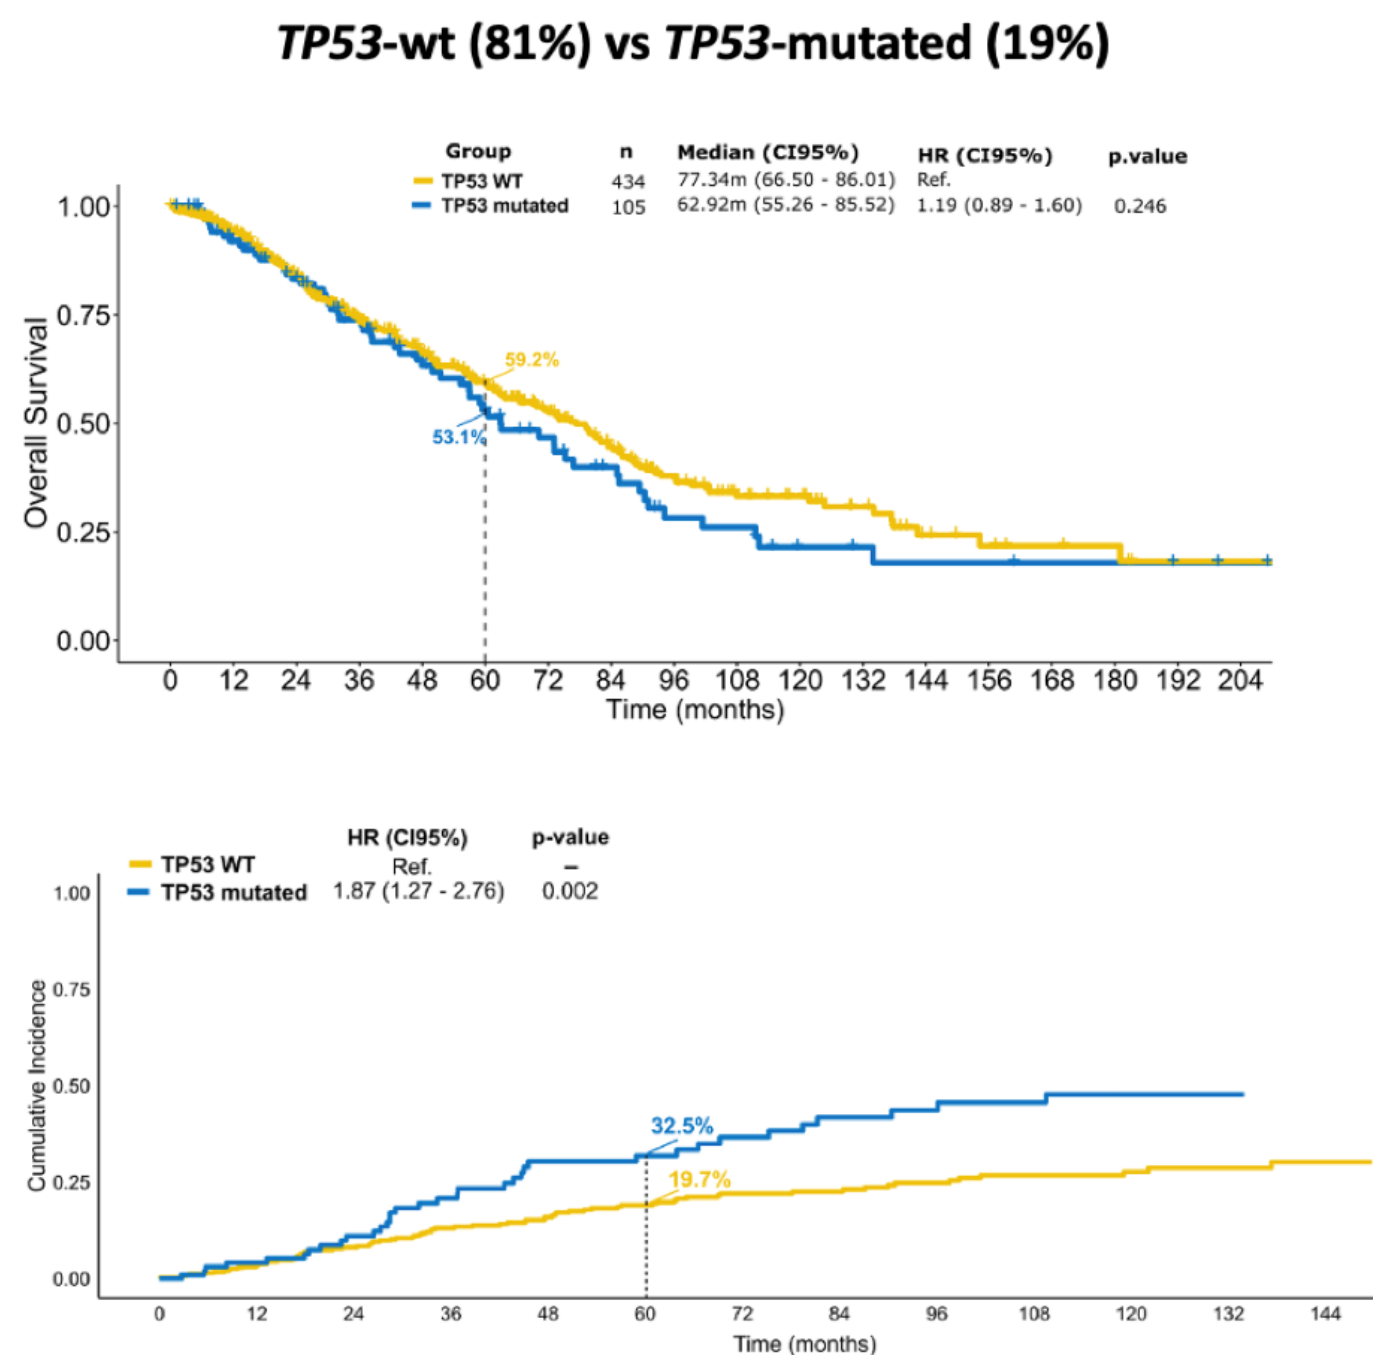 TP53-wt (81%) vs TP53-mutated (19%)
Group n Median (CI95%) HR (CI95%) p.value
TP53 WT 434 77.34m (66.50 - 86.01) Ref.
TP53 mutated 105 62.92m (55.26 - 85.52) 1.19 (0.89 - 1.60) 0.246
Overall Survival
1.00
0.75
0.50
0.25
0.00
59.2%
53.1%
0 12 24 36 48 60 72 84 96 108 120 132 144 156 168 180 192 204
Time (months)
HR (CI95%) p-value
TP53 WT Ref. –
TP53 mutated 1.87 (1.27 - 2.76) 0.002
Cumulative Incidence
1.00
0.75
0.50
0.25
0.00
32.5%
19.7%
0 12 24 36 48 60 72 84 96 108 120 132 144
Time (months)